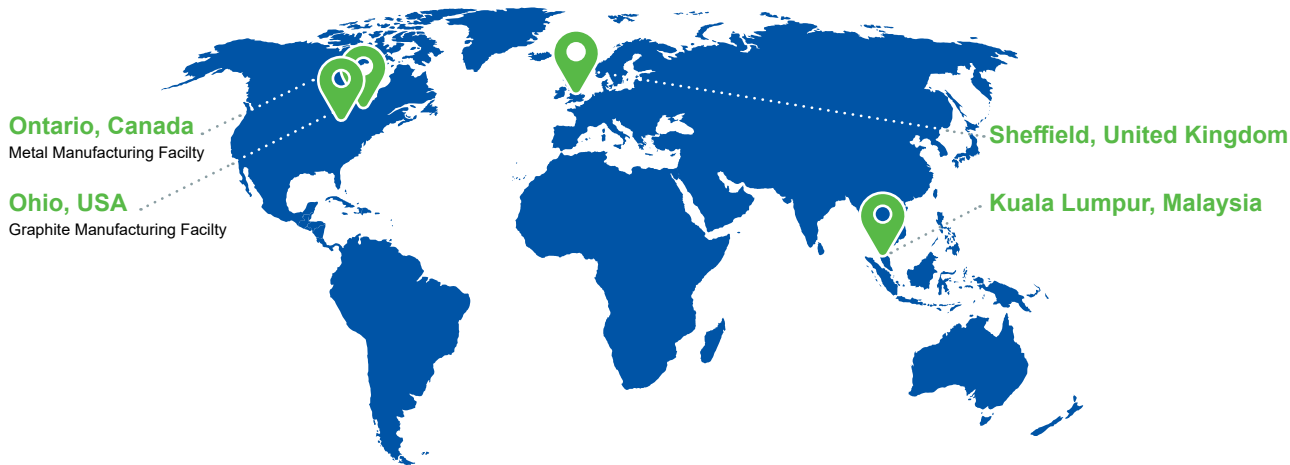 Ontario, Canada
Metal Manufacturing Facilty
Ohio, USA
Graphite Manufacturing Facilty
Sheffield, United Kingdom
Kuala Lumpur, Malaysia